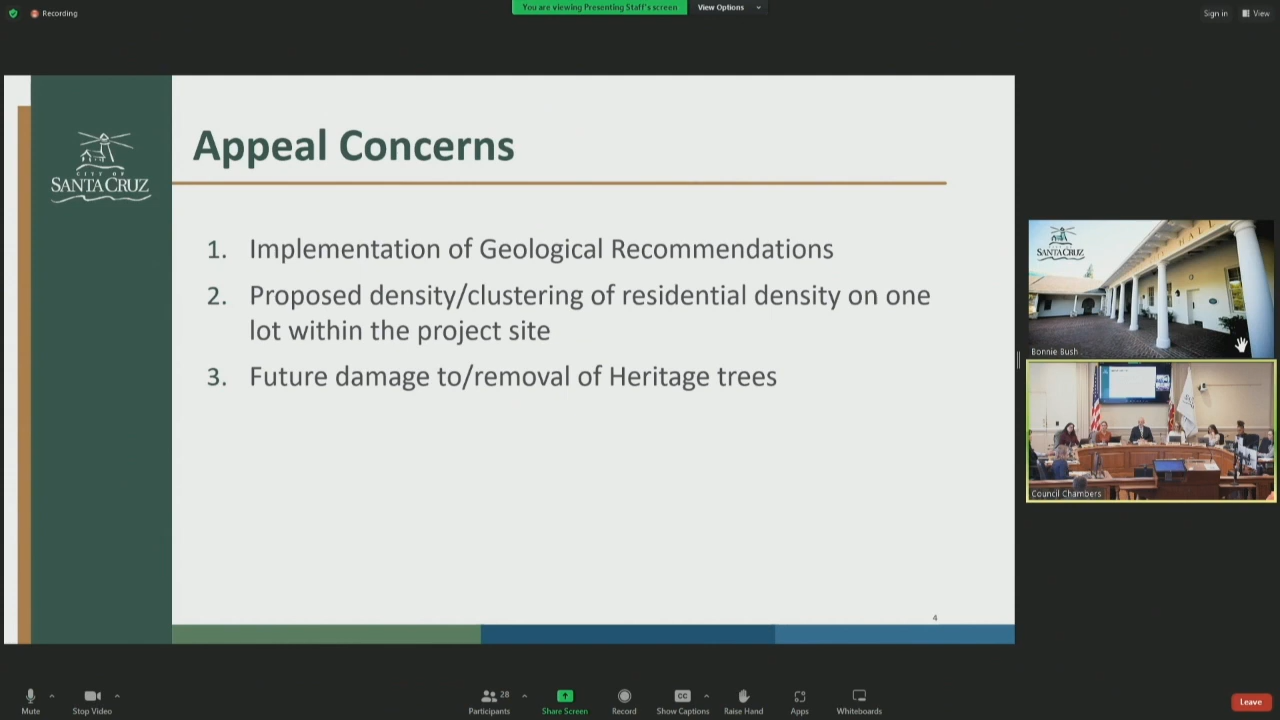 Recording
You are viewing Presenting Staff's screen
View Options
Sign in
View
CITY OF
SANTA CRUZ
Appeal Concerns
1. Implementation of Geological Recommendations
2. Proposed density/clustering of residential density on one
lot within the project site
3. Future damage to/removal of Heritage trees
4
SANTA CRUZ
HALL
Bonnie Bush
Council Chambers
Mute
Stop Video
Participants
28
Share Screen
Record
CC
Show Captions
Raise Hand
Apps
Whiteboards
Leave